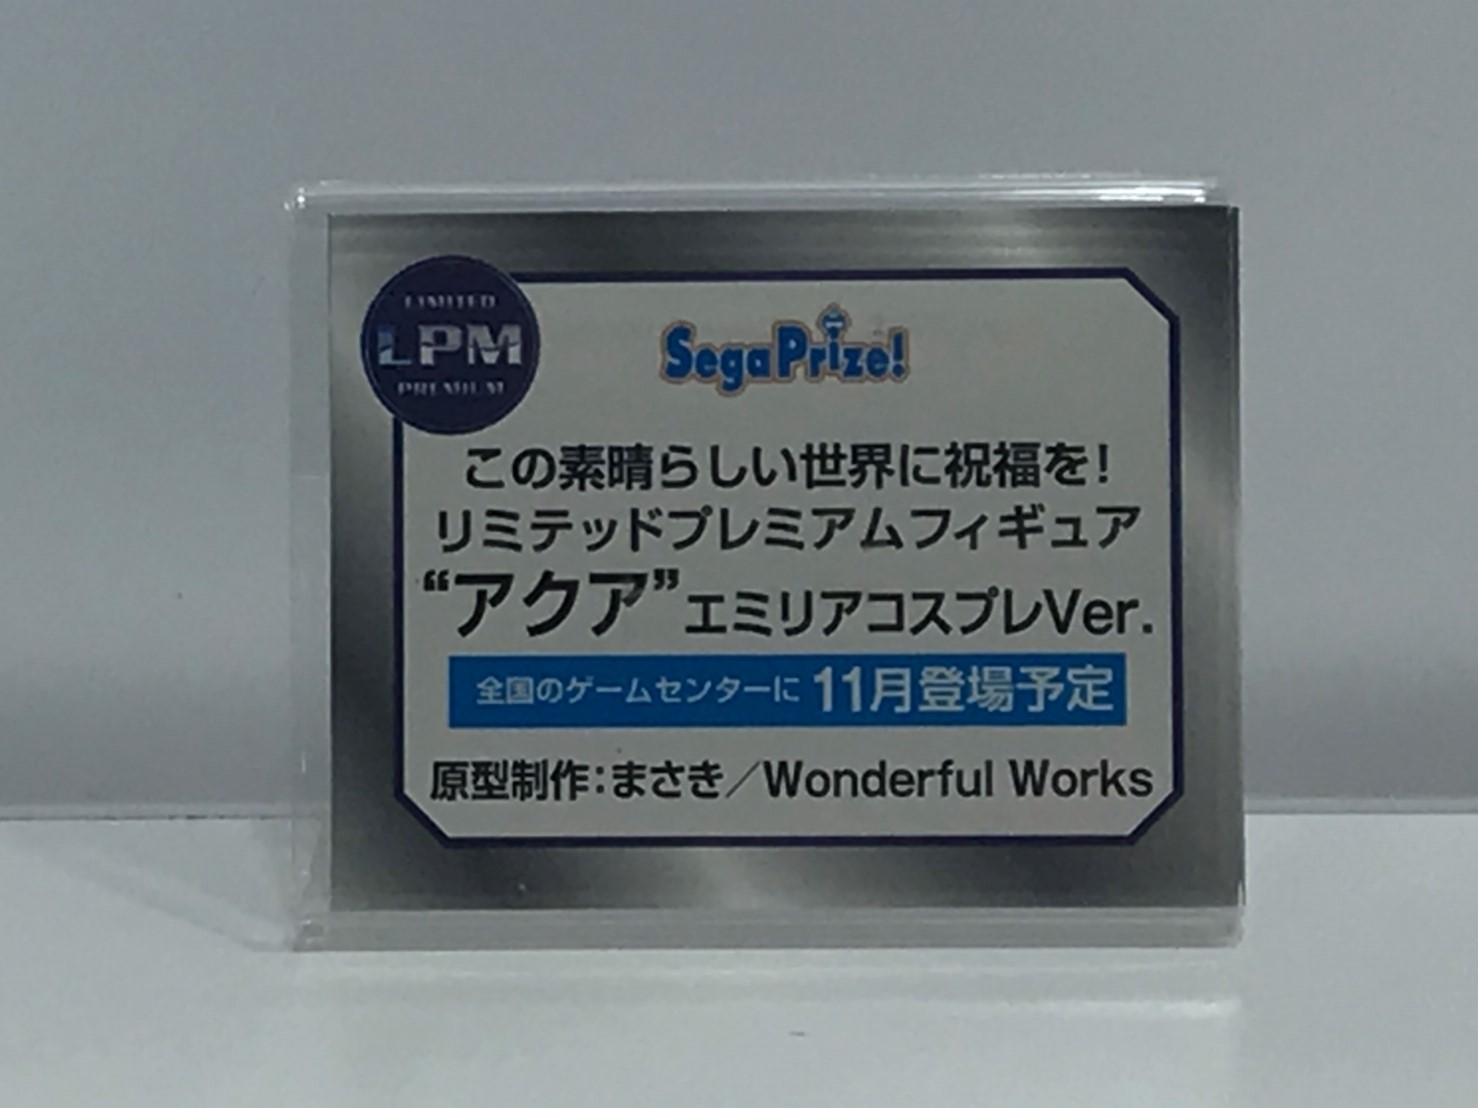 LIMITED
LPM
PREMIUM
SegaPrize!
この素晴らしい世界に祝福を!
リミテッドプレミアムフィギュア
“アクア”エミリアコスプレVer.
全国のゲームセンターに 11月登場予定
原型制作:まさき／Wonderful Works